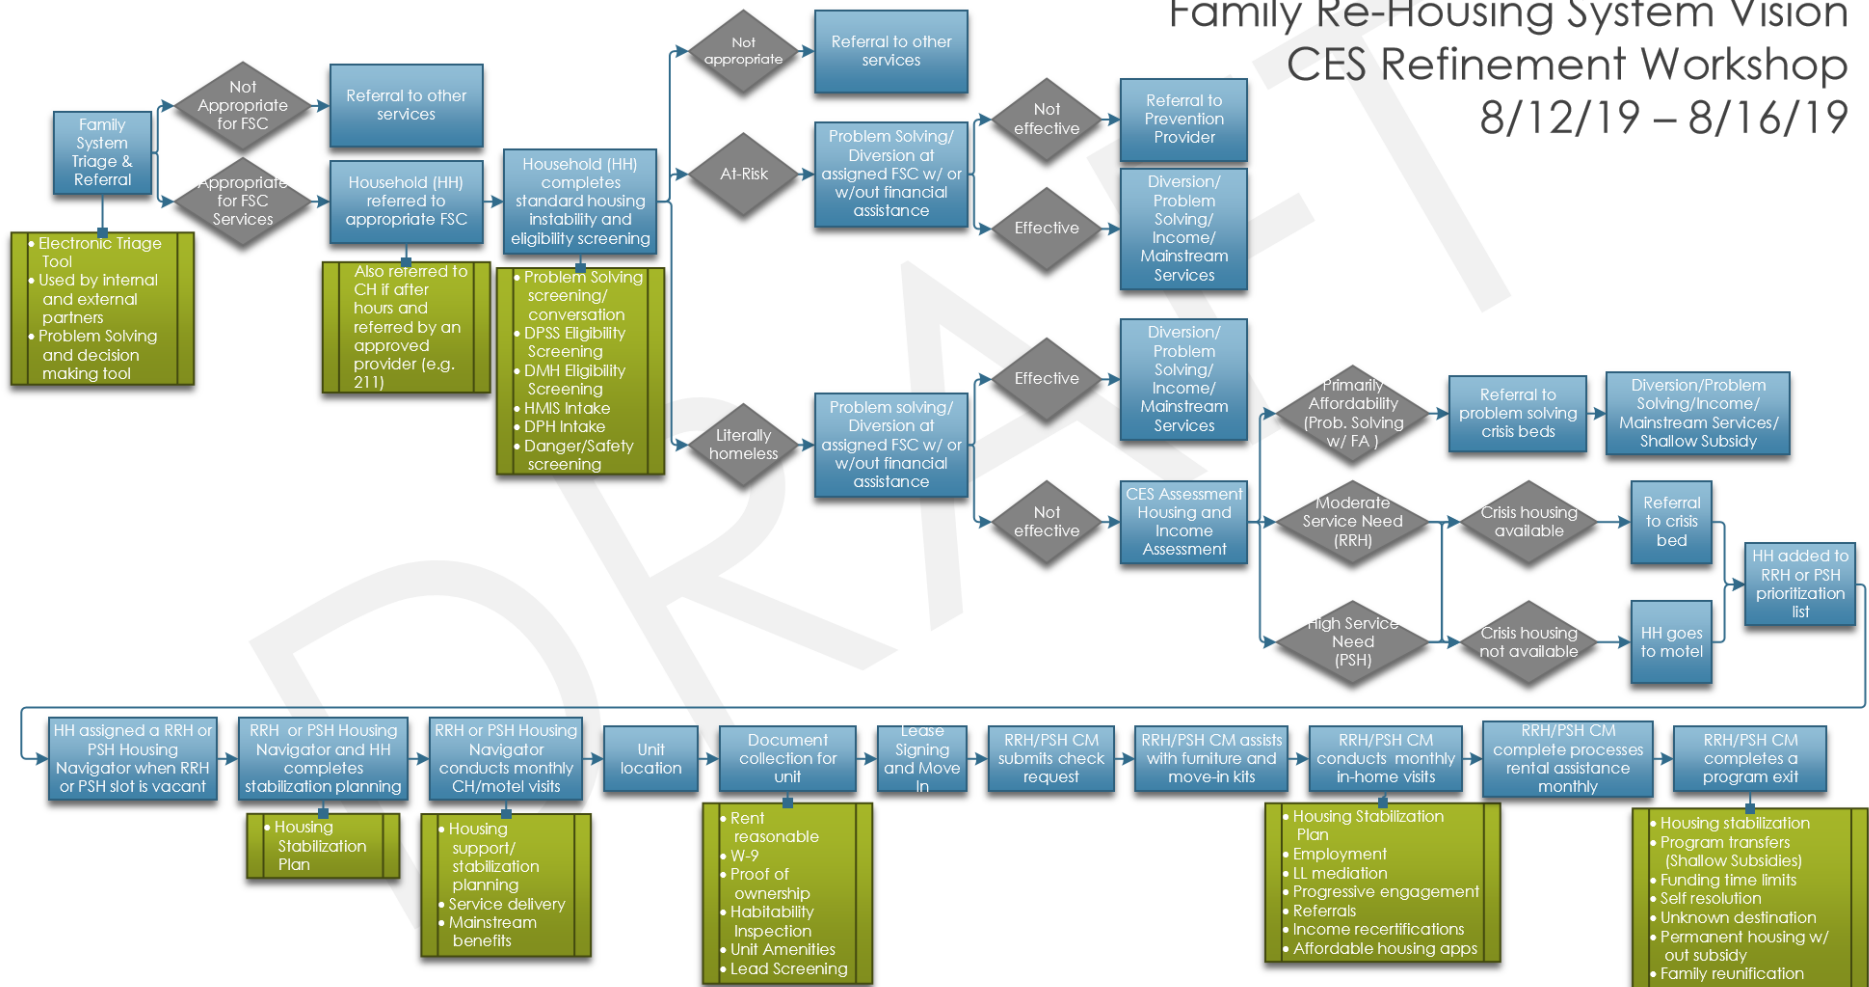 Family Re-Housing System Vision
CES Refinement Workshop
8/12/19 – 8/16/19
DRAFT
Family
System
Triage &
Referral
• Electronic Triage
Tool
• Used by internal
and external
partners
• Problem Solving
and decision
making tool
Not
Appropriate
for FSC
Referral to other
services
Appropriate
for FSC
Services
Household (HH)
referred to
appropriate FSC
Also referred to
CH if after
hours and
referred by an
approved
provider (e.g.
211)
Household (HH)
completes
standard housing
instability and
eligibility screening
• Problem Solving
screening/
conversation
• DPSS Eligibility
Screening
• DMH Eligibility
Screening
• HMIS Intake
• DPH Intake
• Danger/Safety
screening
Not
appropriate
Referral to other
services
At-Risk
Problem Solving/
Diversion at
assigned FSC w/ or
w/out financial
assistance
Not
effective
Referral to
Prevention
Provider
Effective
Diversion/
Problem
Solving/
Income/
Mainstream
Services
Literally
homeless
Problem solving/
Diversion at
assigned FSC w/ or
w/out financial
assistance
Effective
Diversion/
Problem
Solving/
Income/
Mainstream
Services
Not
effective
CES Assessment
Housing and
Income
Assessment
Primarily
Affordability
(Prob. Solving
w/ FA )
Referral to
problem solving
crisis beds
Diversion/Problem
Solving/Income/
Mainstream Services/
Shallow Subsidy
Moderate
Service Need
(RRH)
Crisis housing
available
Referral
to crisis
bed
High Service
Need
(PSH)
Crisis housing
not available
HH goes
to motel
HH added to
RRH or PSH
prioritization
list
HH assigned a RRH or
PSH Housing
Navigator when RRH
or PSH slot is vacant
RRH or PSH Housing
Navigator and HH
completes
stabilization planning
• Housing
Stabilization
Plan
RRH or PSH Housing
Navigator
conducts monthly
CH/motel visits
• Housing
support/
stabilization
planning
• Service delivery
• Mainstream
benefits
Unit
location
Document
collection for
unit
• Rent
reasonable
• W-9
• Proof of
ownership
• Habitability
Inspection
• Unit Amenities
• Lead Screening
Lease
Signing
and Move
In
RRH/PSH CM
submits check
request
RRH/PSH CM assists
with furniture and
move-in kits
RRH/PSH CM
conducts monthly
in-home visits
• Housing Stabilization
Plan
• Employment
• LL mediation
• Progressive engagement
• Referrals
• Income recertifications
• Affordable housing apps
RRH/PSH CM
complete processes
rental assistance
monthly
RRH/PSH CM
completes a
program exit
• Housing stabilization
• Program transfers
(Shallow Subsidies)
• Funding time limits
• Self resolution
• Unknown destination
• Permanent housing w/
out subsidy
• Family reunification